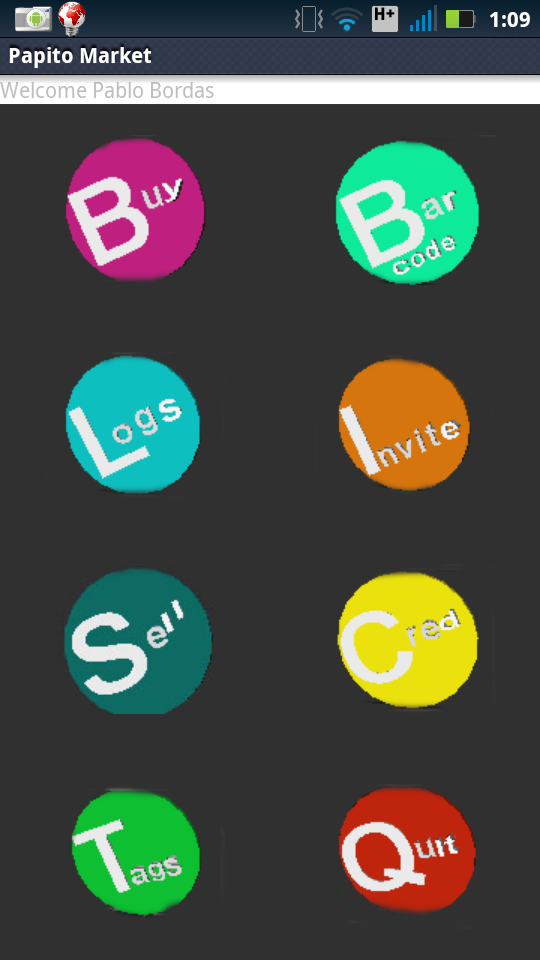 H+ 1:09
Papito Market
Welcome Pablo Bordas
Buy
Bar
code
Logs
Invite
Sell
Cred
Tags
Quit